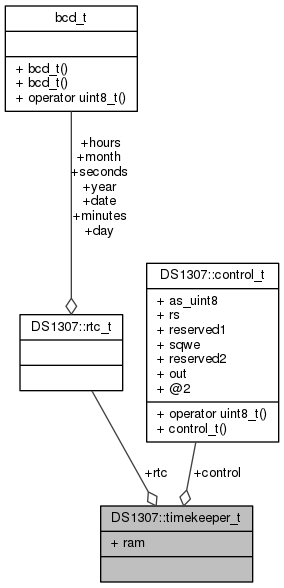 bcd_t
+ bcd_t()
+ bcd_t()
+ operator uint8_t()
+hours
+month
+seconds
+year
+date
+minutes
+day
DS1307::control_t
+ as_uint8
+ rs
+ reserved1
+ sqwe
+ reserved2
+ out
+ @2
+ operator uint8_t()
+ control_t()
DS1307::rtc_t
+rtc
+control
DS1307::timekeeper_t
+ ram